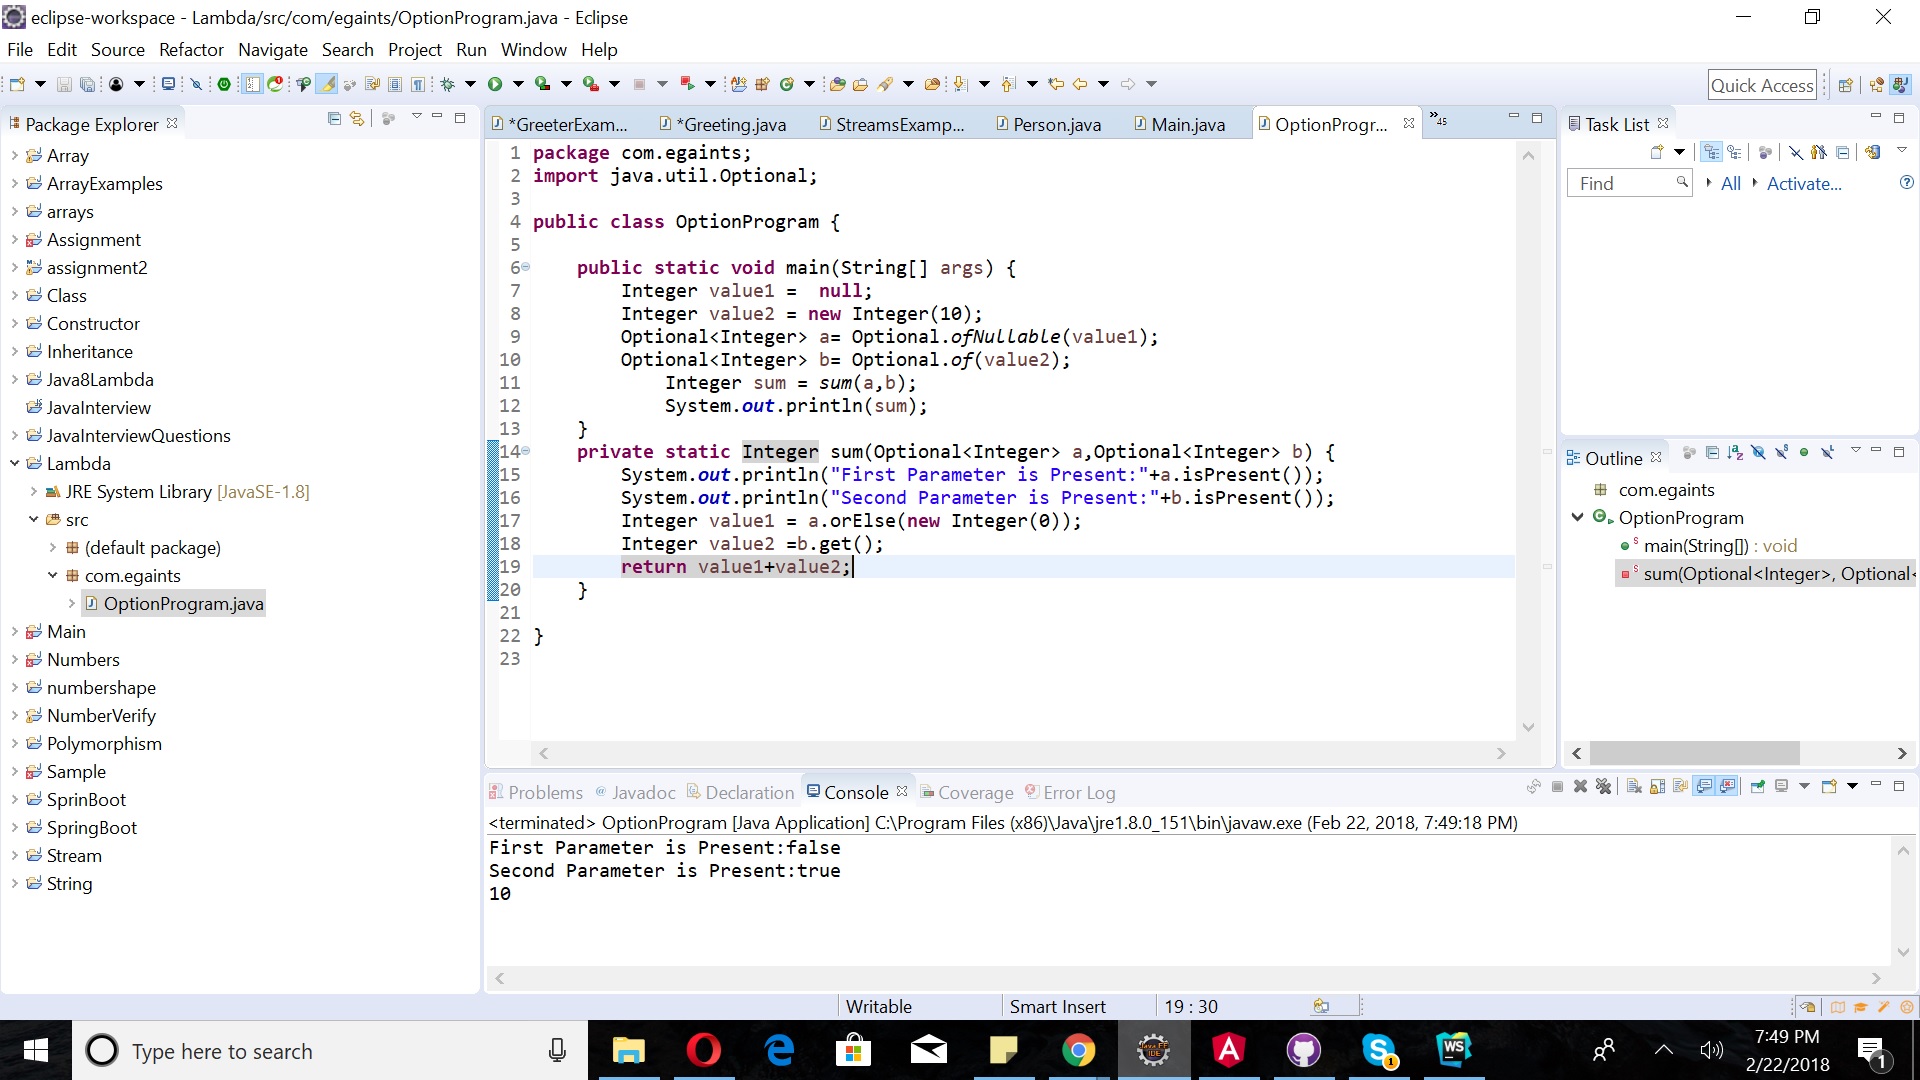 eclipse-workspace - Lambda/src/com/egaints/OptionProgram.java - Eclipse
File Edit Source Refactor Navigate Search Project Run Window Help
Quick Access
Package Explorer
Array
ArrayExamples
arrays
Assignment
assignment2
Class
Constructor
Inheritance
Java8Lambda
JavaInterview
JavaInterviewQuestions
Lambda
JRE System Library [JavaSE-1.8]
src
(default package)
com.egaints
OptionProgram.java
Main
Numbers
numbershape
NumberVerify
Polymorphism
Sample
SprinBoot
SpringBoot
Stream
String
*GreeterExam... *Greeting.java StreamsExamp... Person.java Main.java OptionProgr... »45
1 package com.egaints;
2 import java.util.Optional;
3
4 public class OptionProgram {
5
6 public static void main(String[] args) {
7 Integer value1 =  null;
8 Integer value2 = new Integer(10);
9 Optional<Integer> a= Optional.ofNullable(value1);
10 Optional<Integer> b= Optional.of(value2);
11 Integer sum = sum(a,b);
12 System.out.println(sum);
13 }
14 private static Integer sum(Optional<Integer> a,Optional<Integer> b) {
15 System.out.println("First Parameter is Present:"+a.isPresent());
16 System.out.println("Second Parameter is Present:"+b.isPresent());
17 Integer value1 = a.orElse(new Integer(0));
18 Integer value2 =b.get();
19 return value1+value2;
20 }
21
22 }
23
Task List
Find All Activate...
Outline
com.egaints
OptionProgram
main(String[]) : void
sum(Optional<Integer>, Optional<
Problems Javadoc Declaration Console Coverage Error Log
<terminated> OptionProgram [Java Application] C:\Program Files (x86)\Java\jre1.8.0_151\bin\javaw.exe (Feb 22, 2018, 7:49:18 PM)
First Parameter is Present:false
Second Parameter is Present:true
10
Writable Smart Insert 19 : 30
Type here to search
7:49 PM
2/22/2018